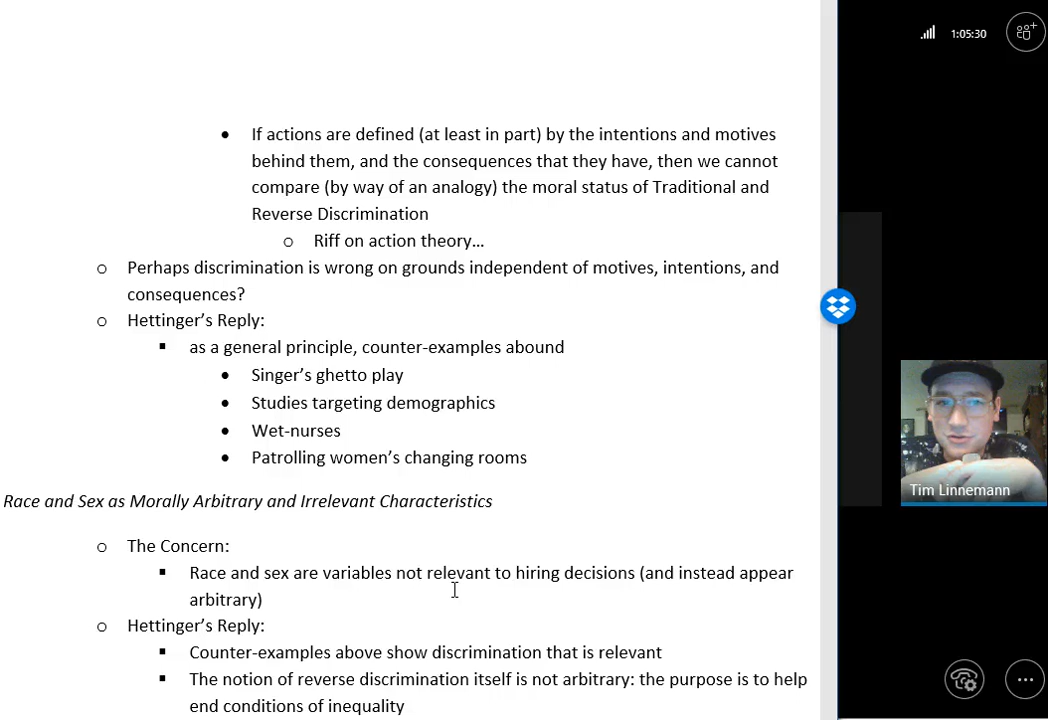 1:05:30
If actions are defined (at least in part) by the intentions and motives
behind them, and the consequences that they have, then we cannot
compare (by way of an analogy) the moral status of Traditional and
Reverse Discrimination
Riff on action theory…
Perhaps discrimination is wrong on grounds independent of motives, intentions, and
consequences?
Hettinger’s Reply:
as a general principle, counter-examples abound
Singer’s ghetto play
Studies targeting demographics
Wet-nurses
Patrolling women’s changing rooms
Tim Linnemann
Race and Sex as Morally Arbitrary and Irrelevant Characteristics
The Concern:
Race and sex are variables not relevant to hiring decisions (and instead appear
arbitrary)
Hettinger’s Reply:
Counter-examples above show discrimination that is relevant
The notion of reverse discrimination itself is not arbitrary: the purpose is to help
end conditions of inequality